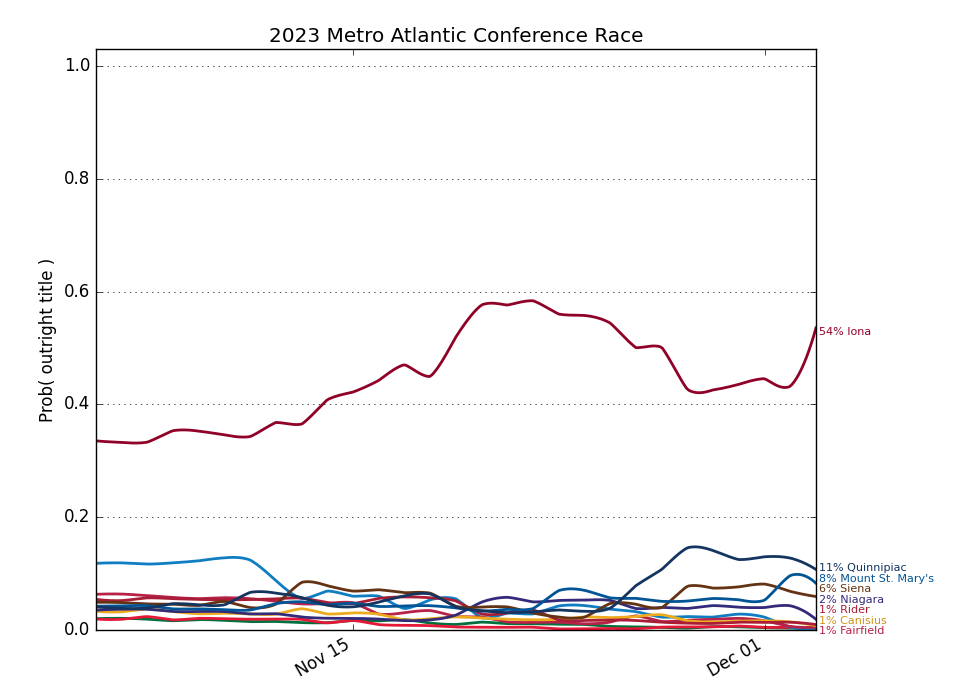 2023 Metro Atlantic Conference Race
1.0
0.8
0.6
0.4
0.2
0.0
Prob( outright title )
54% Iona
11% Quinnipiac
8% Mount St. Mary's
6% Siena
2% Niagara
1% Rider
1% Canisius
1% Fairfield
Nov 15
Dec 01